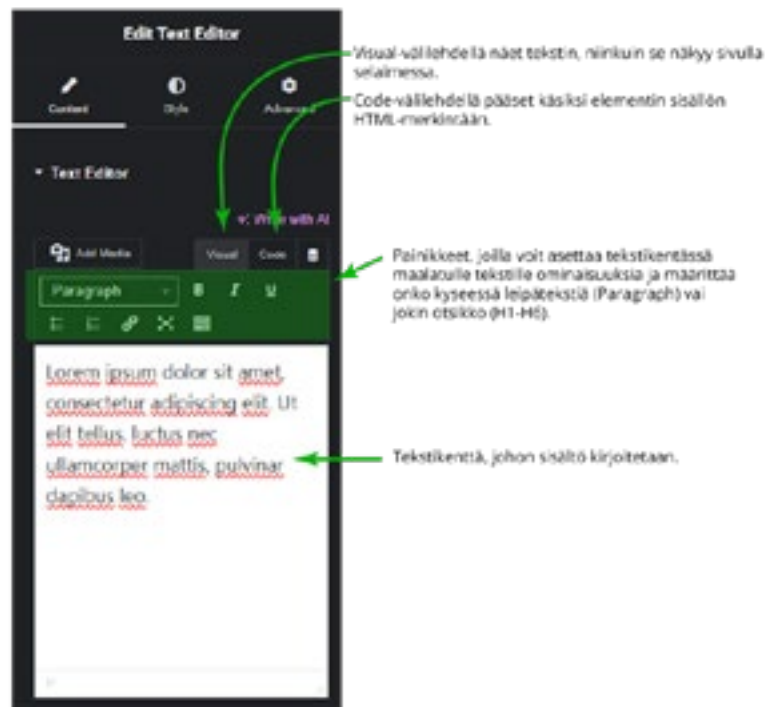 Edit Text Editor
Content Style Advanced
Text Editor
Write with AI
Add Media Visual Code
Paragraph B I U
Lorem ipsum dolor sit amet,
consectetur adipiscing elit. Ut
elit tellus, luctus nec
ullamcorper mattis, pulvinar
dapibus leo.
Visual-välilehdellä näet tekstin, niinkuin se näkyy sivulla
selaimessa.
Code-välilehdellä pääset käsiksi elementin sisällön
HTML-merkintään.
Painikkeet, joilla voit asettaa tekstikentässä
maalatulle tekstille ominaisuuksia ja määrittää
onko kyseessä leipätekstiä (Paragraph) vai
jokin otsikko (H1-H6).
Tekstikenttä, johon sisältö kirjoitetaan.